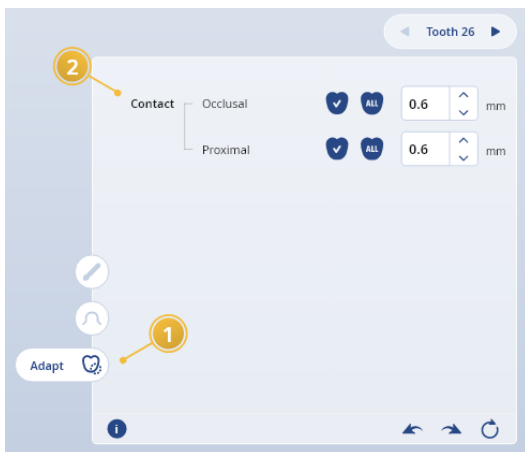 Tooth 26
2
Contact
Occlusal
ALL
0.6
mm
Proximal
ALL
0.6
mm
1
Adapt
i